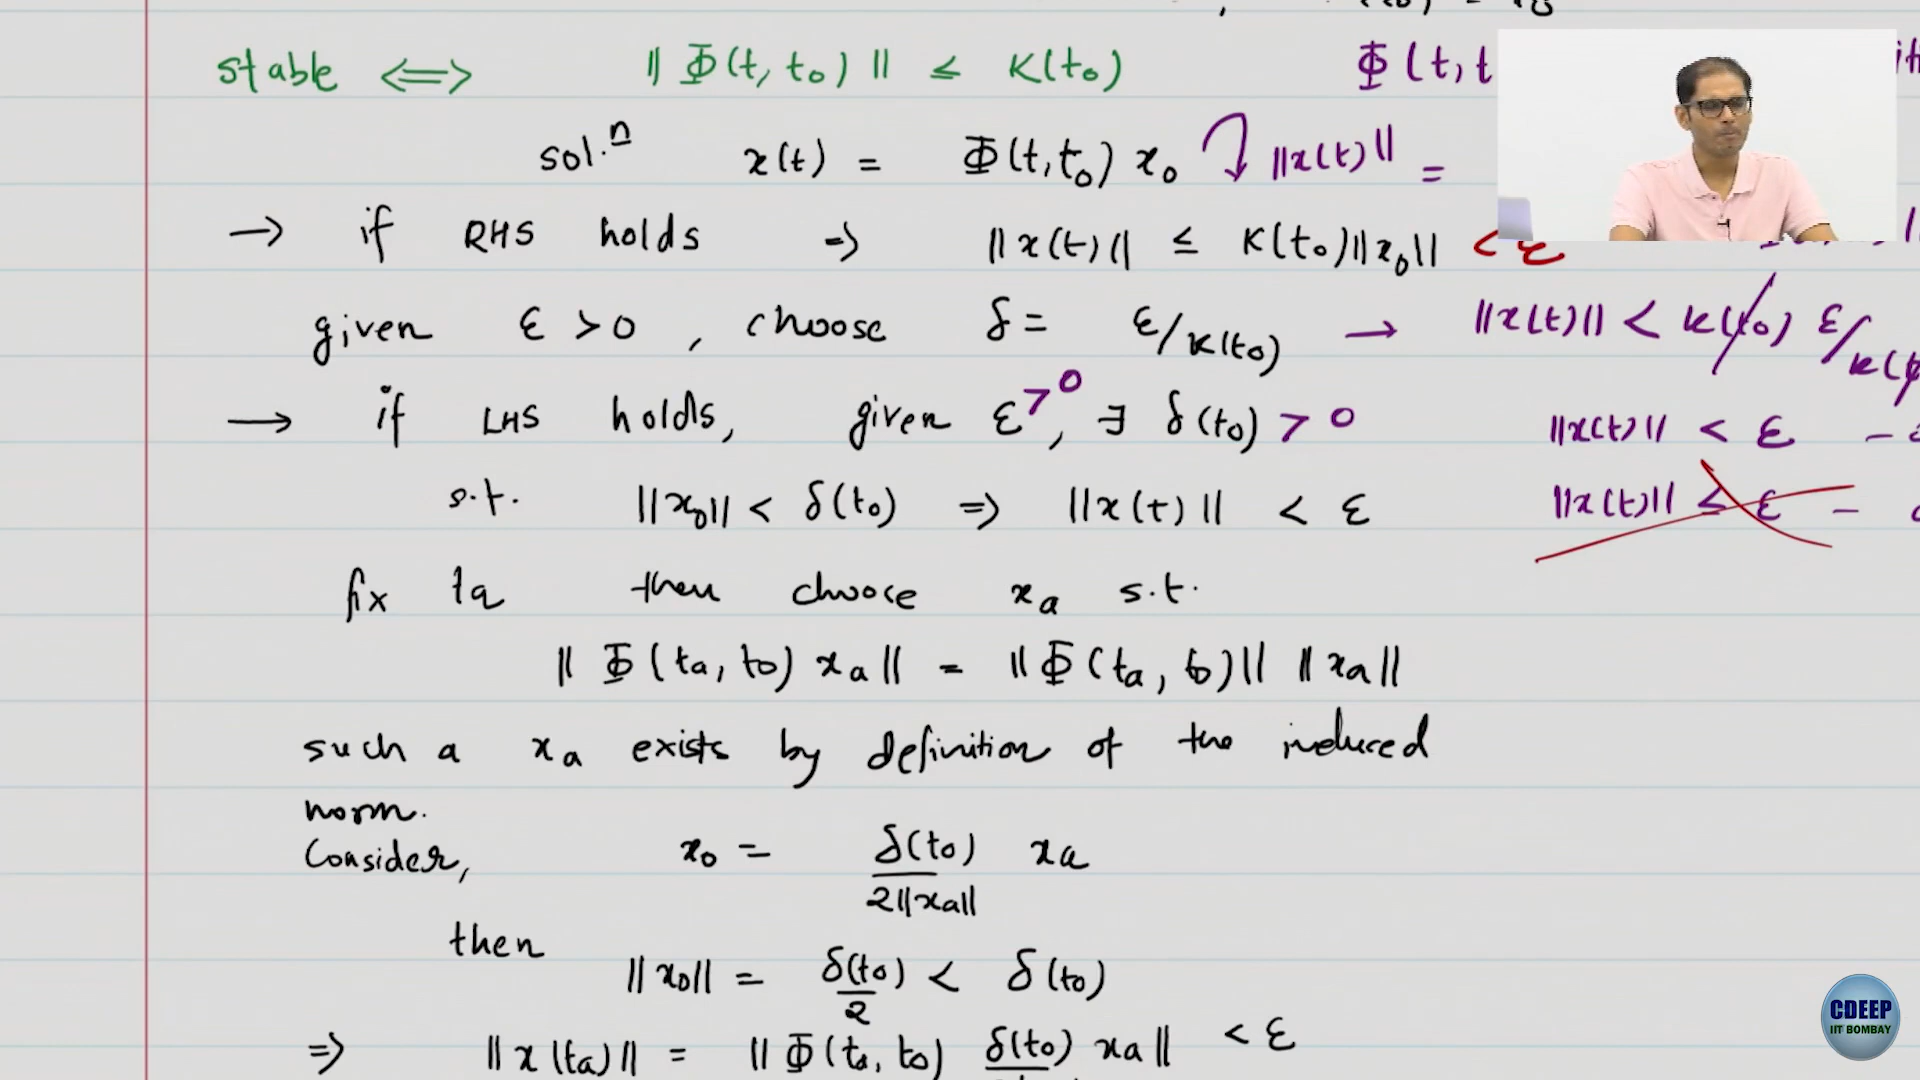 stable ⟺ ‖Φ(t, t₀)‖ ≤ K(t₀) Φ(t, t
sol.ⁿ x(t) = Φ(t, t₀) x₀ ‖x(t)‖ =
→ if RHS holds ⇒ ‖x(t)‖ ≤ K(t₀)‖x₀‖ < ε
given ε > 0, choose δ = ε/K(t₀) → ‖x(t)‖ < K(t₀) ε/K(t
→ if LHS holds, given ε > 0, ∃ δ(t₀) > 0 ‖x(t)‖ < ε –
s.t. ‖x₀‖ < δ(t₀) ⇒ ‖x(t)‖ < ε ‖x(t)‖ ≤ ε –
fix ta then choose xa s.t.
‖Φ(ta, t₀) xa‖ = ‖Φ(ta, t₀)‖ ‖xa‖
such a xa exists by definition of the induced
norm.
Consider, x₀ = δ(t₀)/2‖xa‖ xa
then
‖x₀‖ = δ(t₀)/2 < δ(t₀)
⇒ ‖x(ta)‖ = ‖Φ(ta, t₀) δ(t₀) xa‖ < ε
CDEEP
IIT BOMBAY